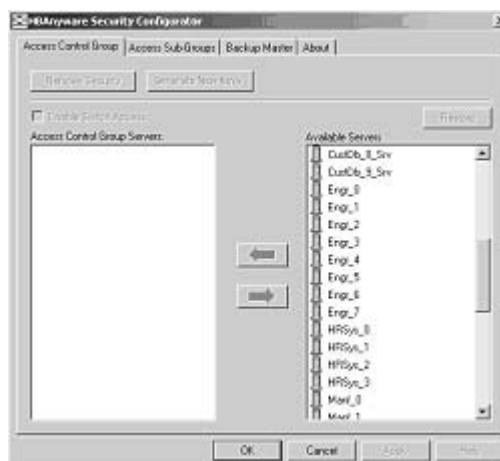 HBAnyware Security Configurator
Access Control Group
Access Sub-Groups
Backup Master
About
Remove Security
Generate New Keys
Enable Script Access
Access Control Group Servers:
Available Servers
CustDb_8_Srv
CustDb_9_Srv
Engr_0
Engr_1
Engr_2
Engr_3
Engr_4
Engr_5
Engr_6
Engr_7
HRSys_0
HRSys_1
HRSys_2
HRSys_3
Manf_0
Manf_1
OK
Cancel
Apply
Help